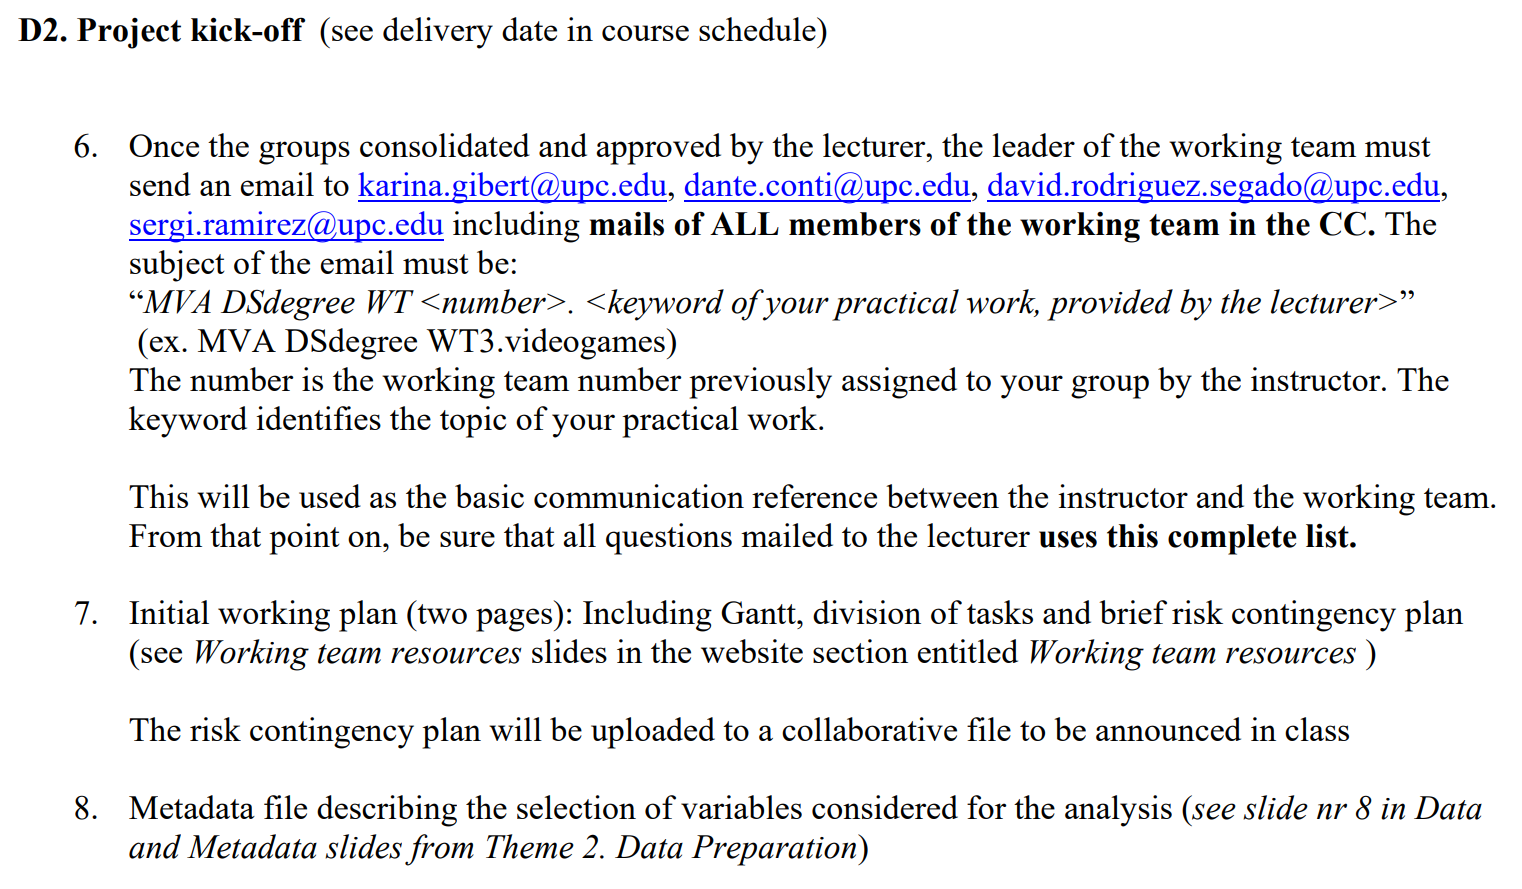 D2. Project kick-off (see delivery date in course schedule)
6. Once the groups consolidated and approved by the lecturer, the leader of the working team must
send an email to karina.gibert@upc.edu, dante.conti@upc.edu, david.rodriguez.segado@upc.edu,
sergi.ramirez@upc.edu including mails of ALL members of the working team in the CC. The
subject of the email must be:
“MVA DSdegree WT <number>. <keyword of your practical work, provided by the lecturer>”
(ex. MVA DSdegree WT3.videogames)
The number is the working team number previously assigned to your group by the instructor. The
keyword identifies the topic of your practical work.
This will be used as the basic communication reference between the instructor and the working team.
From that point on, be sure that all questions mailed to the lecturer uses this complete list.
7. Initial working plan (two pages): Including Gantt, division of tasks and brief risk contingency plan
(see Working team resources slides in the website section entitled Working team resources )
The risk contingency plan will be uploaded to a collaborative file to be announced in class
8. Metadata file describing the selection of variables considered for the analysis (see slide nr 8 in Data
and Metadata slides from Theme 2. Data Preparation)